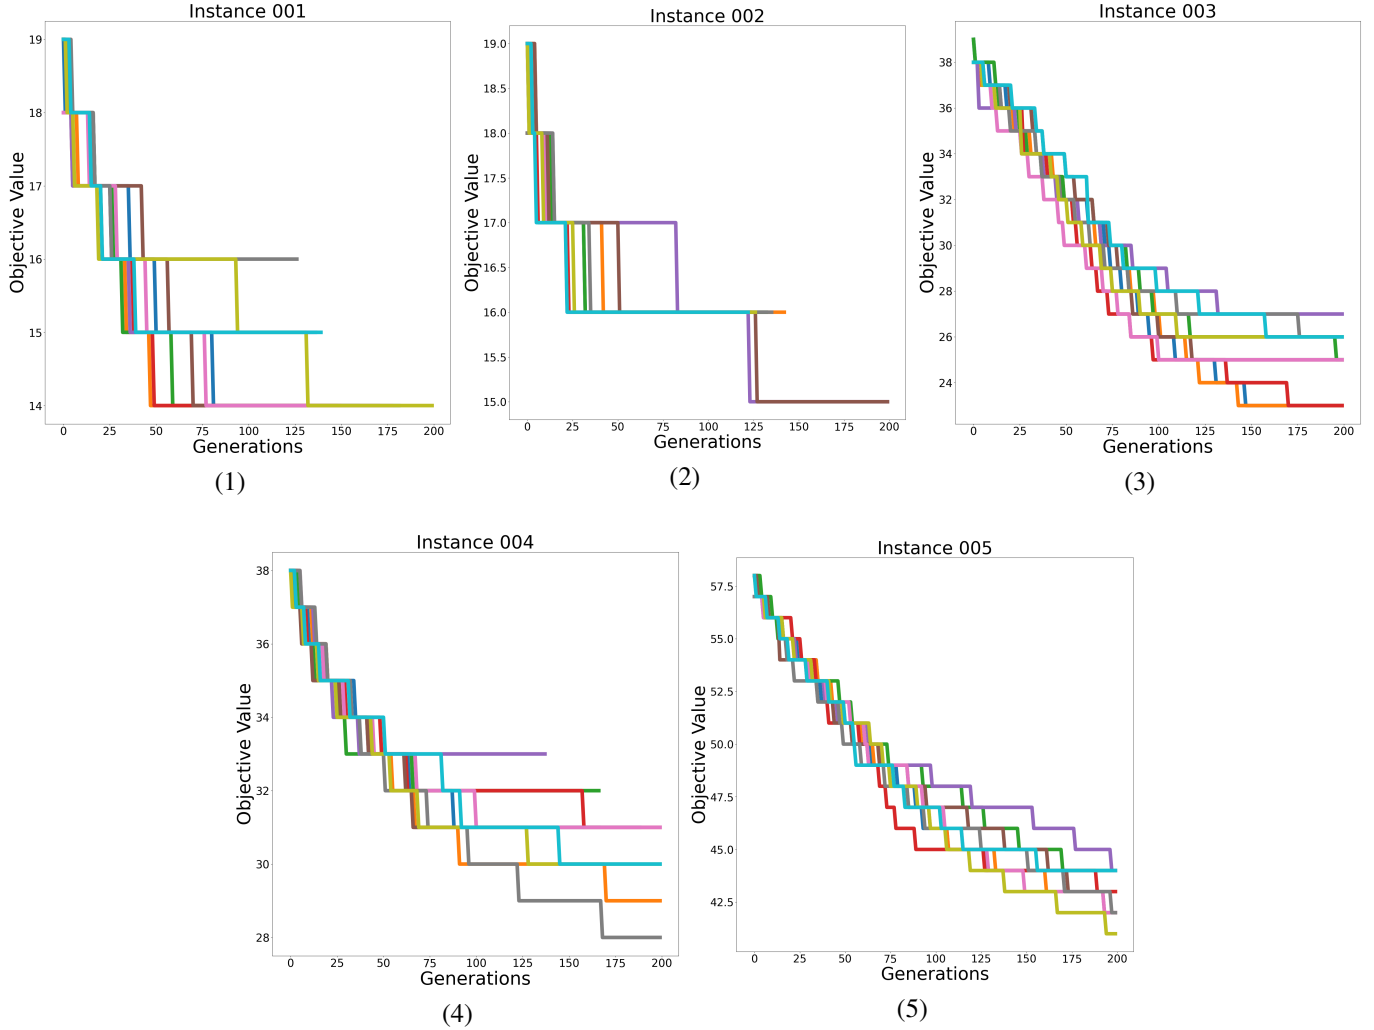 Instance 001
19
18
17
16
15
14
Objective Value
0 25 50 75 100 125 150 175 200
Generations
(1)
Instance 002
19.0
18.5
18.0
17.5
17.0
16.5
16.0
15.5
15.0
Objective Value
0 25 50 75 100 125 150 175 200
Generations
(2)
Instance 003
38
36
34
32
30
28
26
24
Objective Value
0 25 50 75 100 125 150 175 200
Generations
(3)
Instance 004
38
36
34
32
30
28
Objective Value
0 25 50 75 100 125 150 175 200
Generations
(4)
Instance 005
57.5
55.0
52.5
50.0
47.5
45.0
42.5
Objective Value
0 25 50 75 100 125 150 175 200
Generations
(5)